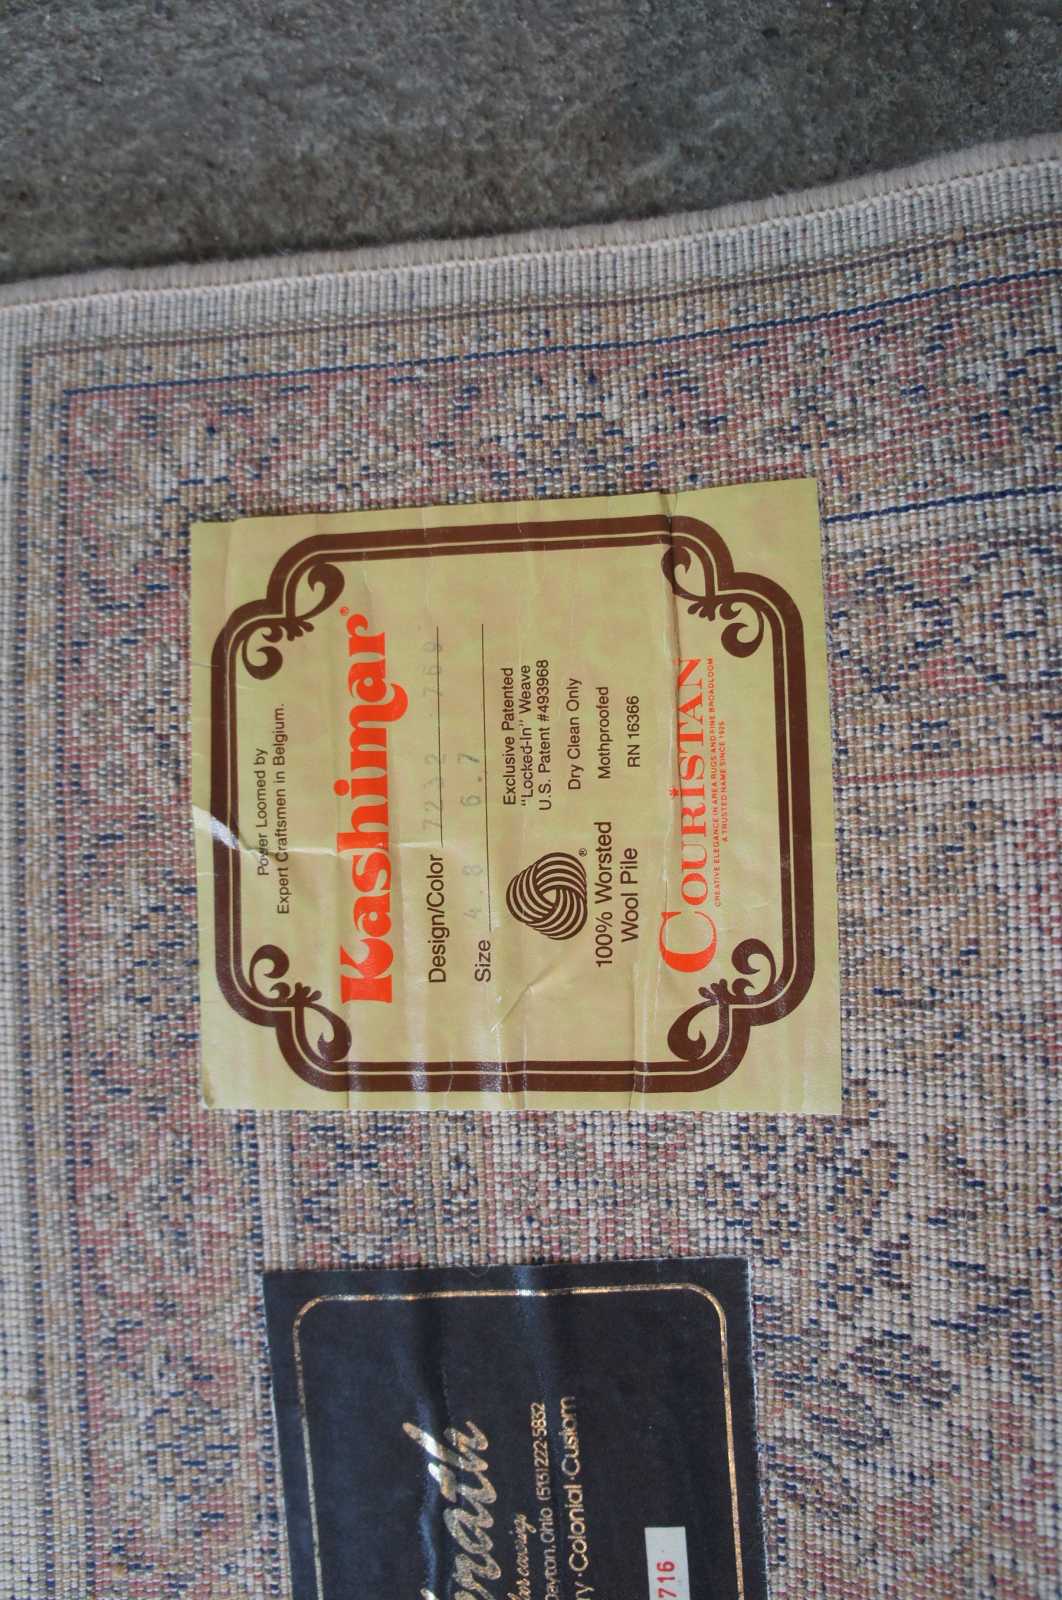 Power Loomed by
Expert Craftsmen in Belgium.
Kashimar®
Design/Color 769
Size 4.8 6.7
Exclusive Patented
"Locked-In" Weave
U.S. Patent #493968
Dry Clean Only
Mothproofed
RN 16366
®
100% Worsted
Wool Pile
COURISTAN
CREATIVE ELEGANCE IN AREA RUGS AND FINE BROADLOOM
A TRUSTED NAME SINCE 1926
Dayton, Ohio (513) 222-5832
Colonial·Custom
716